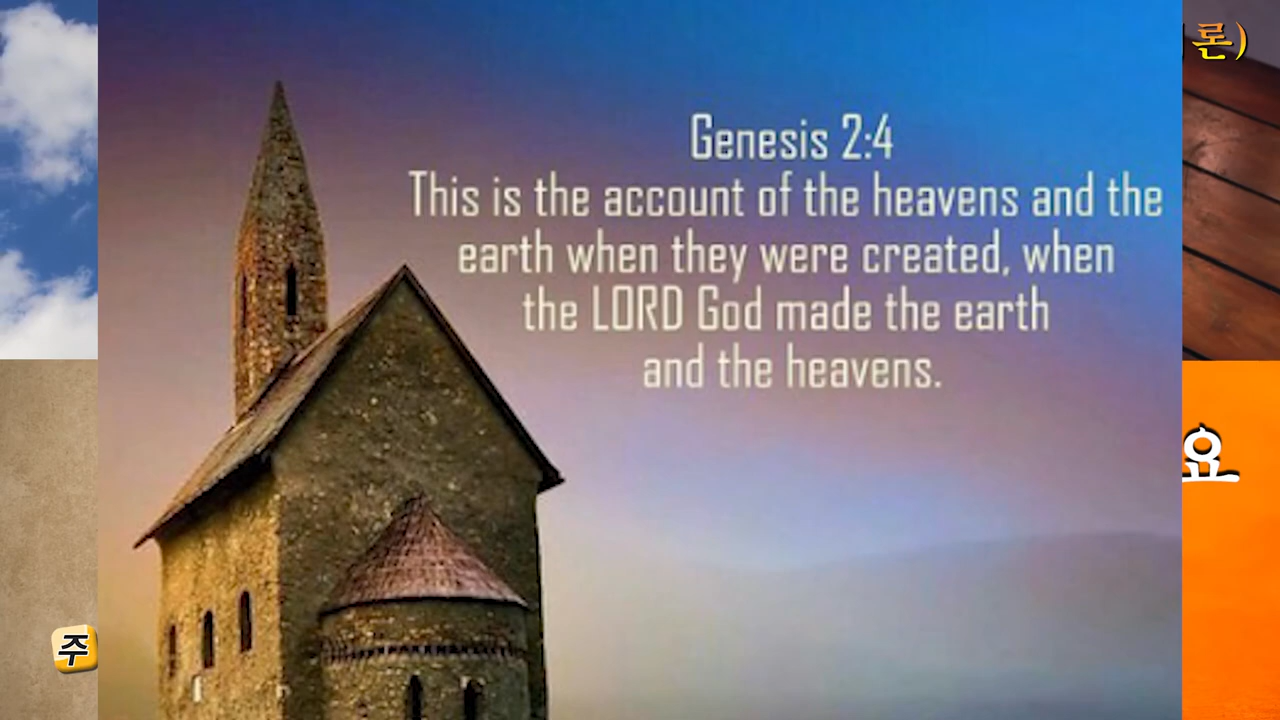 론)
Genesis 2:4
This is the account of the heavens and the
earth when they were created, when
the LORD God made the earth
and the heavens.
요
주